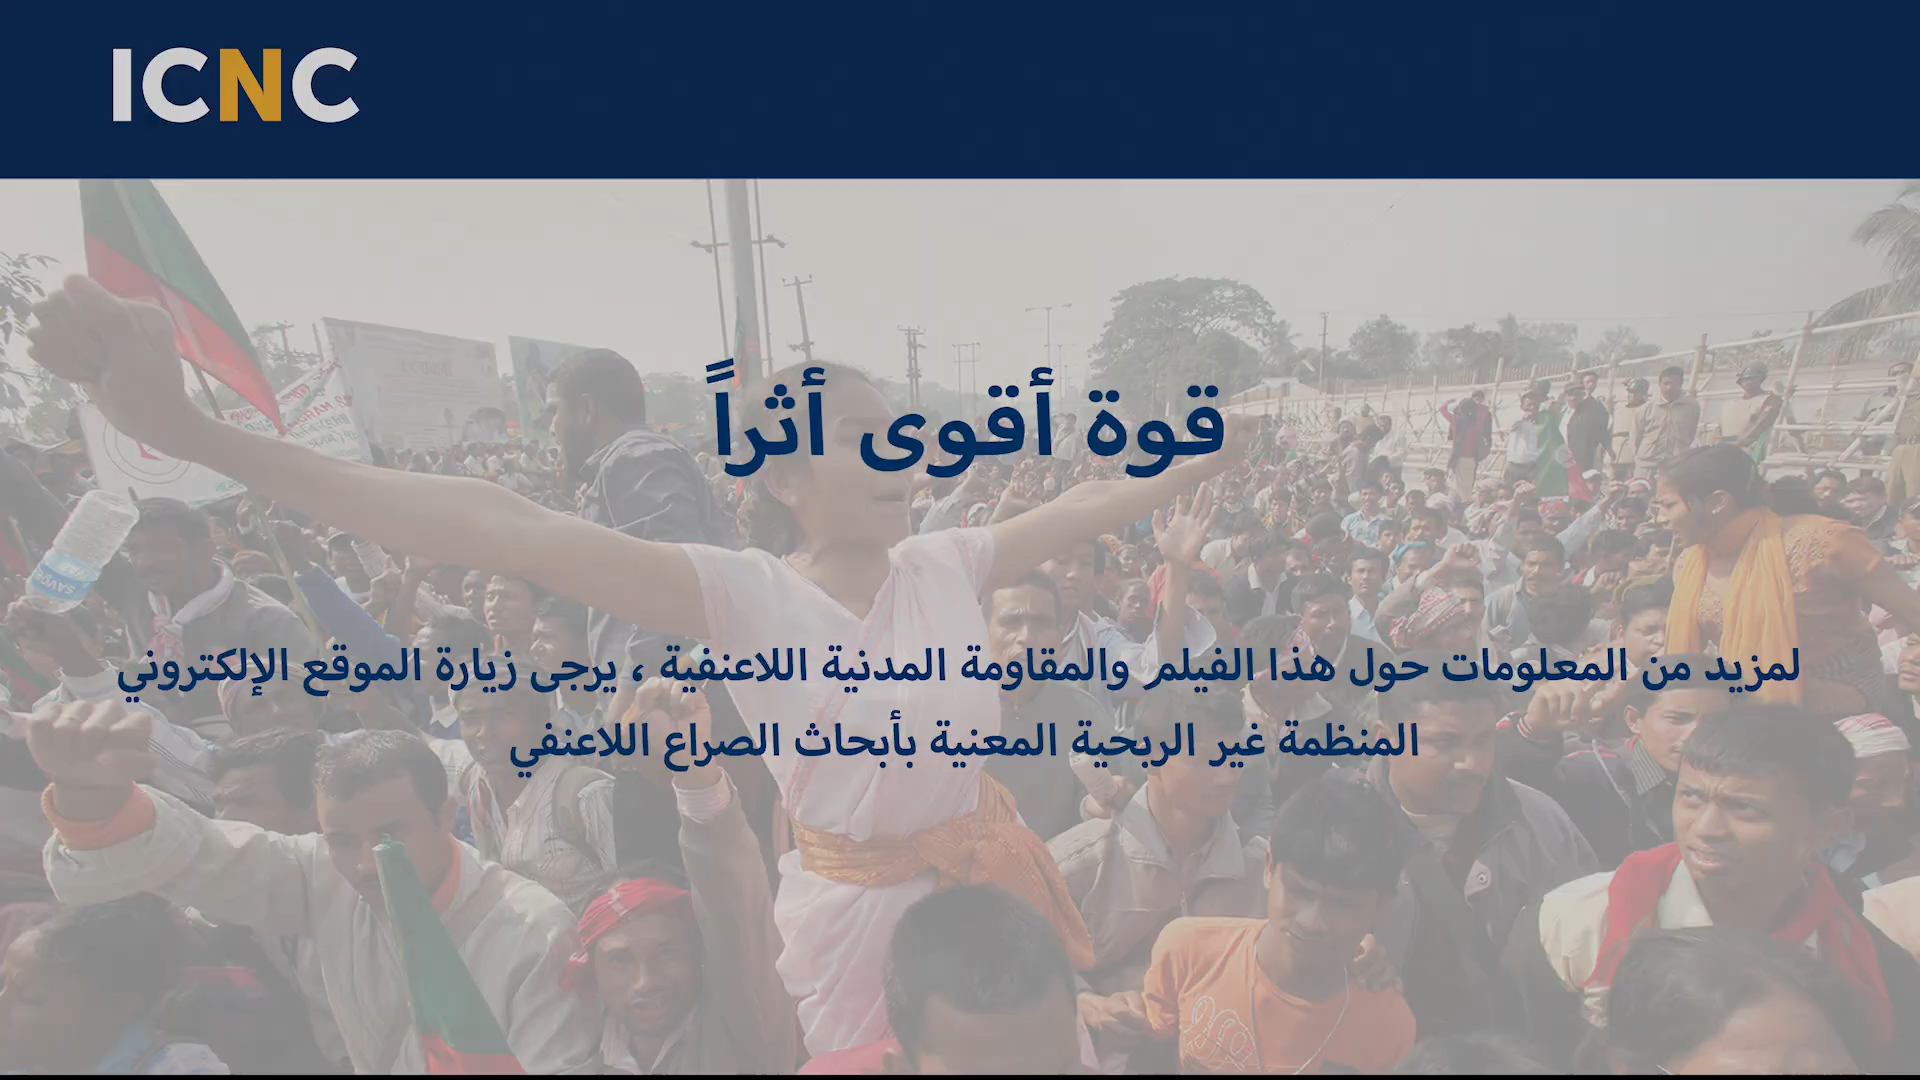 ICNC
قوة أقوى أثراً
لمزيد من المعلومات حول هذا الفيلم والمقاومة المدنية اللاعنفية ، يرجى زيارة الموقع الإلكتروني
المنظمة غير الربحية المعنية بأبحاث الصراع اللاعنفي